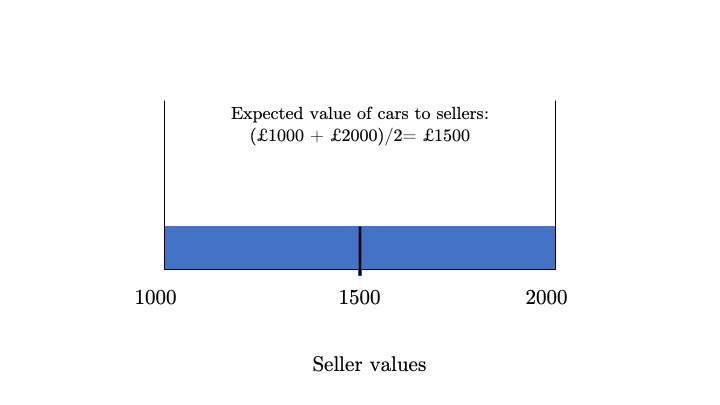 Expected value of cars to sellers:
(£1000 + £2000)/2= £1500
1000 1500 2000
Seller values